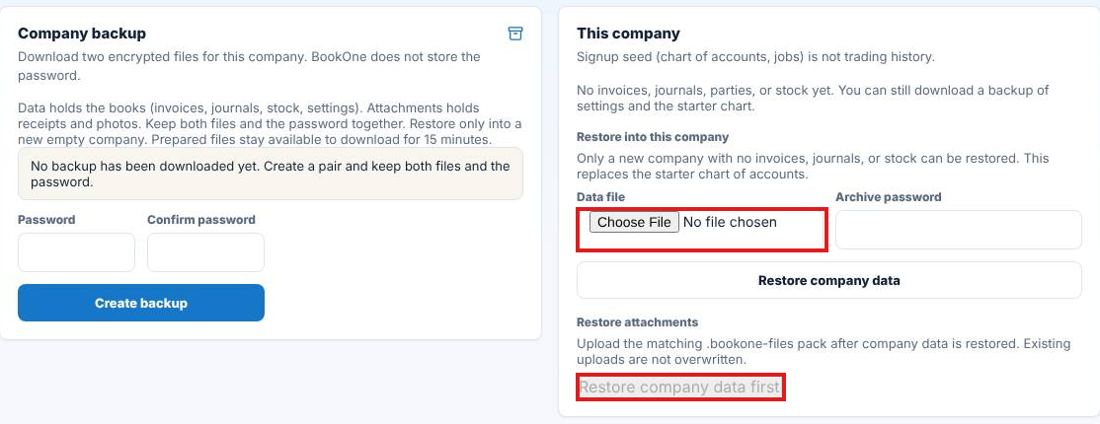 Company backup
Download two encrypted files for this company. BookOne does not store the
password.
Data holds the books (invoices, journals, stock, settings). Attachments holds
receipts and photos. Keep both files and the password together. Restore only into a
new empty company. Prepared files stay available to download for 15 minutes.
No backup has been downloaded yet. Create a pair and keep both files and the
password.
Password Confirm password
Create backup
This company
Signup seed (chart of accounts, jobs) is not trading history.
No invoices, journals, parties, or stock yet. You can still download a backup of
settings and the starter chart.
Restore into this company
Only a new company with no invoices, journals, or stock can be restored. This
replaces the starter chart of accounts.
Data file Archive password
Choose File No file chosen
Restore company data
Restore attachments
Upload the matching .bookone-files pack after company data is restored. Existing
uploads are not overwritten.
Restore company data first